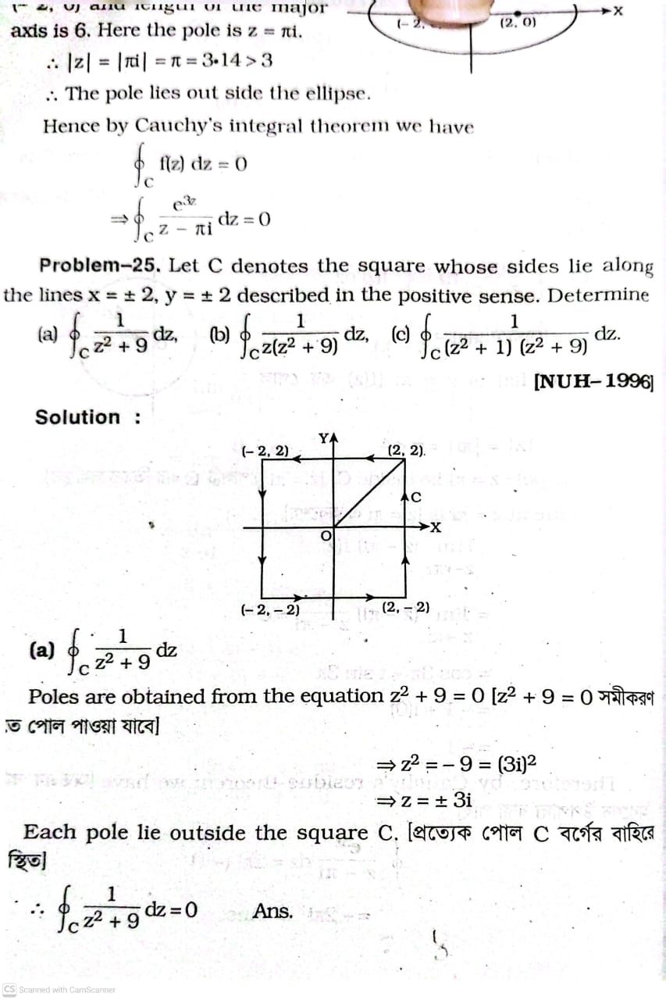 and length of the major
axis is 6. Here the pole is z = πi.
∴ |z| = |πi| = π = 3·14 > 3
∴ The pole lies out side the ellipse.
Hence by Cauchy's integral theorem we have
∮_C f(z) dz = 0
⇒ ∮_C e^{3z} / (z − πi) dz = 0
(2, 0)
X
Problem–25. Let C denotes the square whose sides lie along
the lines x = ± 2, y = ± 2 described in the positive sense. Determine
(a) ∮_C 1 / (z² + 9) dz, (b) ∮_C 1 / (z(z² + 9)) dz, (c) ∮_C 1 / ((z² + 1) (z² + 9)) dz.
[NUH–1996]
Solution :
Y
(– 2, 2) (2, 2).
C
O X
(– 2, – 2) (2, – 2)
(a) ∮_C 1 / (z² + 9) dz
Poles are obtained from the equation z² + 9 = 0 [z² + 9 = 0 সমীকরণ
ত পোল পাওয়া যাবে]
⇒ z² = – 9 = (3i)²
⇒ z = ± 3i
Each pole lie outside the square C. [প্রত্যেক পোল C বর্গের বাহিরে
স্থিত]
∴ ∮_C 1 / (z² + 9) dz = 0 Ans.
CS Scanned with CamScanner